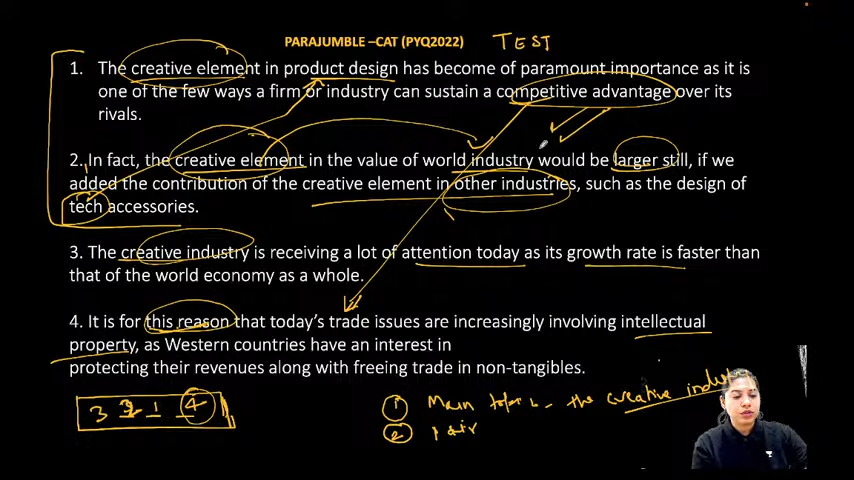 PARAJUMBLE –CAT (PYQ2022) TEST
1. The creative element in product design has become of paramount importance as it is
one of the few ways a firm or industry can sustain a competitive advantage over its
rivals.
2. In fact, the creative element in the value of world industry would be larger still, if we
added the contribution of the creative element in other industries, such as the design of
tech accessories.
3. The creative industry is receiving a lot of attention today as its growth rate is faster than
that of the world economy as a whole.
4. It is for this reason that today's trade issues are increasingly involving intellectual
property, as Western countries have an interest in
protecting their revenues along with freeing trade in non-tangibles.
3 2 1 4
1 Main - the creative
2 pair